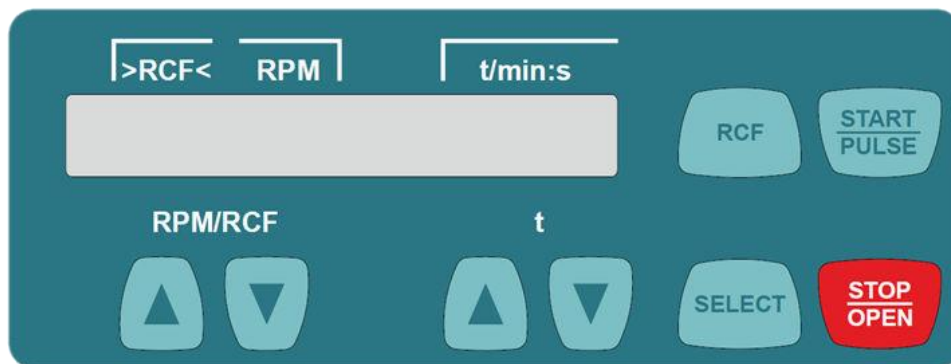 >RCF< RPM t/min:s
RCF
START
PULSE
RPM/RCF t
▲ ▼ ▲ ▼
SELECT
STOP
OPEN